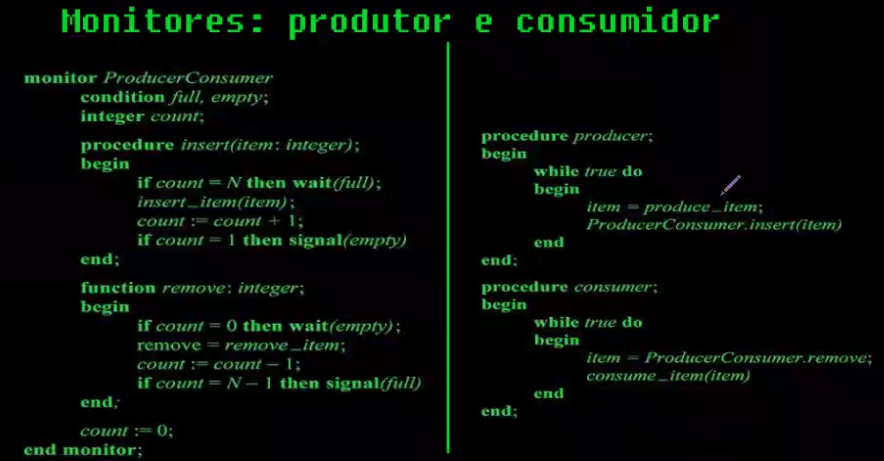 Monitores: produtor e consumidor
monitor ProducerConsumer
condition full, empty;
integer count;
procedure insert(item: integer);
begin
if count = N then wait(full);
insert_item(item);
count := count + 1;
if count = 1 then signal(empty)
end;
function remove: integer;
begin
if count = 0 then wait(empty);
remove = remove_item;
count := count − 1;
if count = N − 1 then signal(full)
end;
count := 0;
end monitor;
procedure producer;
begin
while true do
begin
item = produce_item;
ProducerConsumer.insert(item)
end
end;
procedure consumer;
begin
while true do
begin
item = ProducerConsumer.remove;
consume_item(item)
end
end;